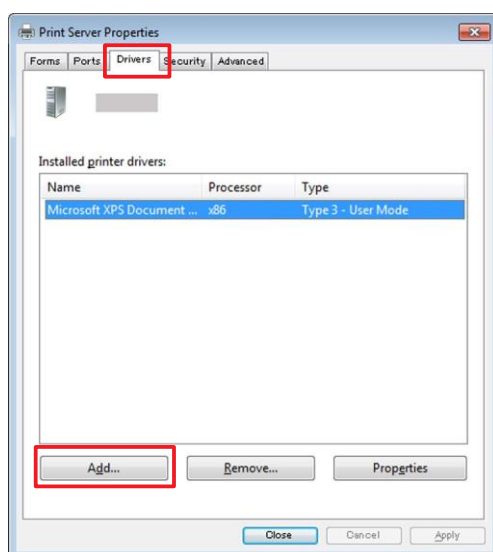 Print Server Properties
Forms Ports Drivers Security Advanced
Installed printer drivers:
Name Processor Type
Microsoft XPS Document ... x86 Type 3 - User Mode
Add... Remove... Properties
Close Cancel Apply